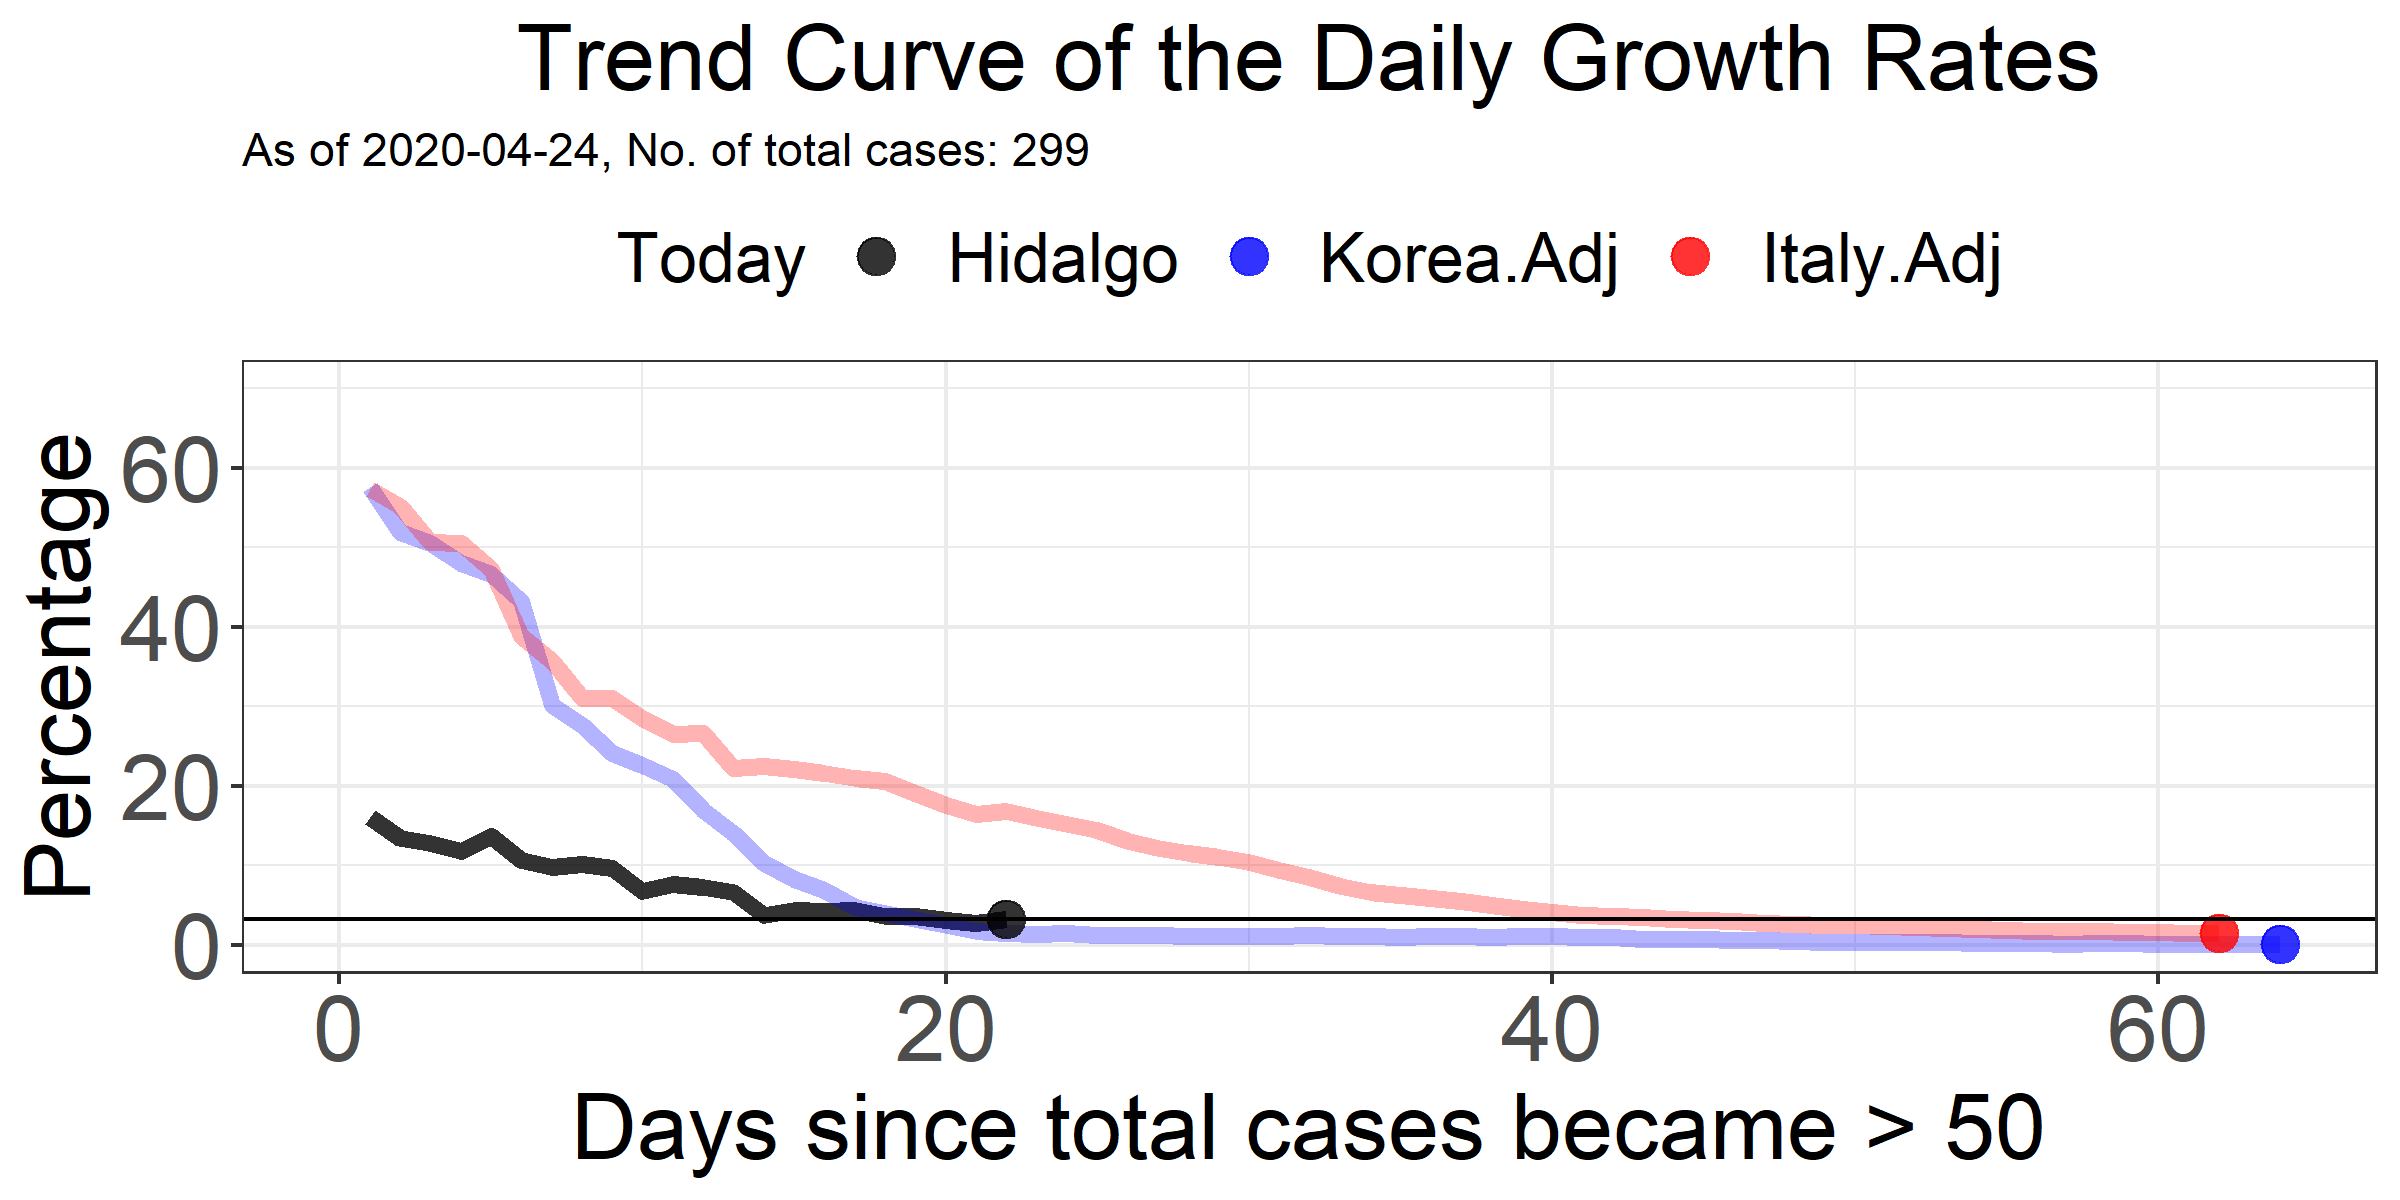 Trend Curve of the Daily Growth Rates
As of 2020-04-24, No. of total cases: 299
Today Hidalgo Korea.Adj Italy.Adj
Percentage
60
40
20
0
0 20 40 60
Days since total cases became > 50